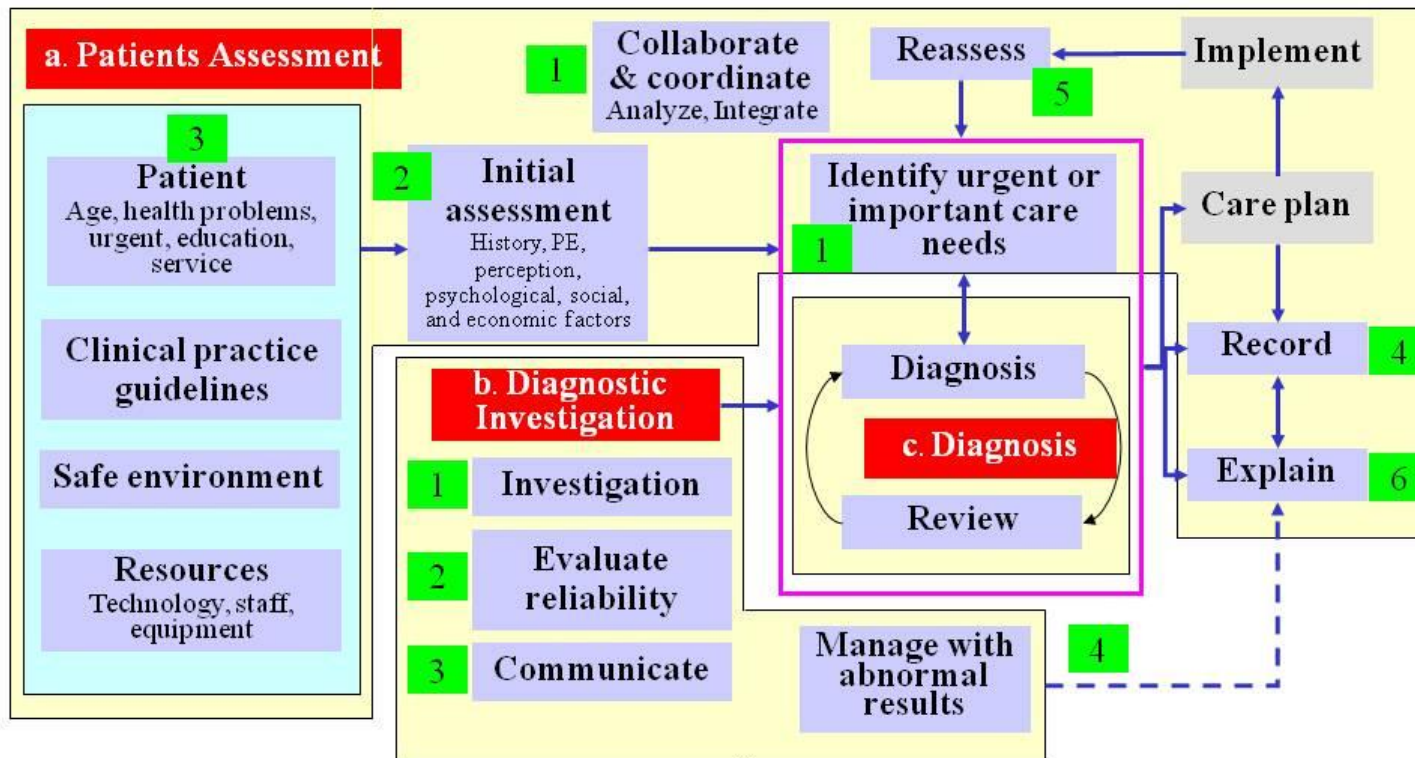 a. Patients Assessment
1
Collaborate
& coordinate
Analyze, Integrate
Reassess
5
Implement
3
Patient
Age, health problems,
urgent, education,
service
Clinical practice
guidelines
Safe environment
Resources
Technology, staff,
equipment
2
Initial
assessment
History, PE,
perception,
psychological, social,
and economic factors
Identify urgent or
important care
needs
1
Care plan
Record
4
Explain
6
b. Diagnostic
Investigation
1
Investigation
2
Evaluate
reliability
3
Communicate
Diagnosis
c. Diagnosis
Review
Manage with
abnormal
results
4